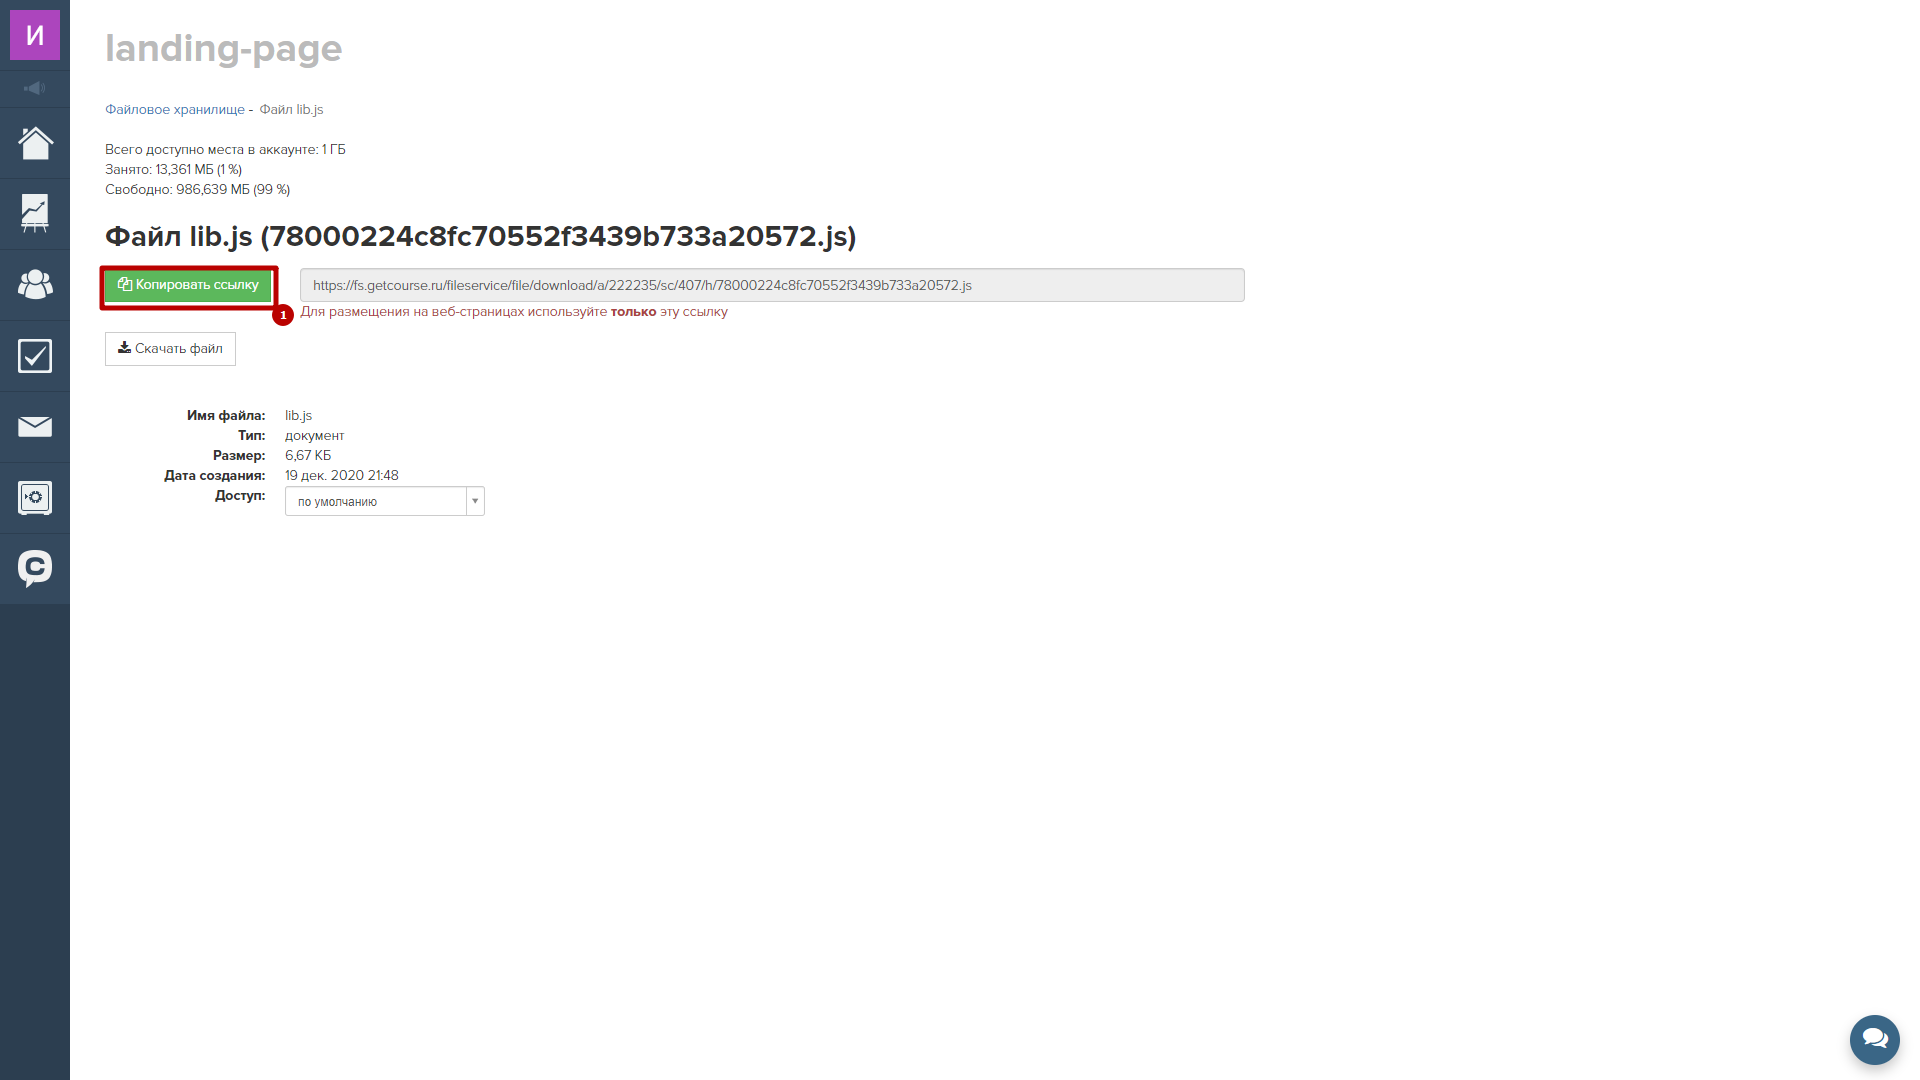 И
landing-page
Файловое хранилище - Файл lib.js
Всего доступно места в аккаунте: 1 ГБ
Занято: 13,361 МБ (1 %)
Свободно: 986,639 МБ (99 %)
Файл lib.js (78000224c8fc70552f3439b733a20572.js)
Копировать ссылку
https://fs.getcourse.ru/fileservice/file/download/a/222235/sc/407/h/78000224c8fc70552f3439b733a20572.js
1
Для размещения на веб-страницах используйте только эту ссылку
Скачать файл
Имя файла: lib.js
Тип: документ
Размер: 6,67 КБ
Дата создания: 19 дек. 2020 21:48
Доступ: по умолчанию
C